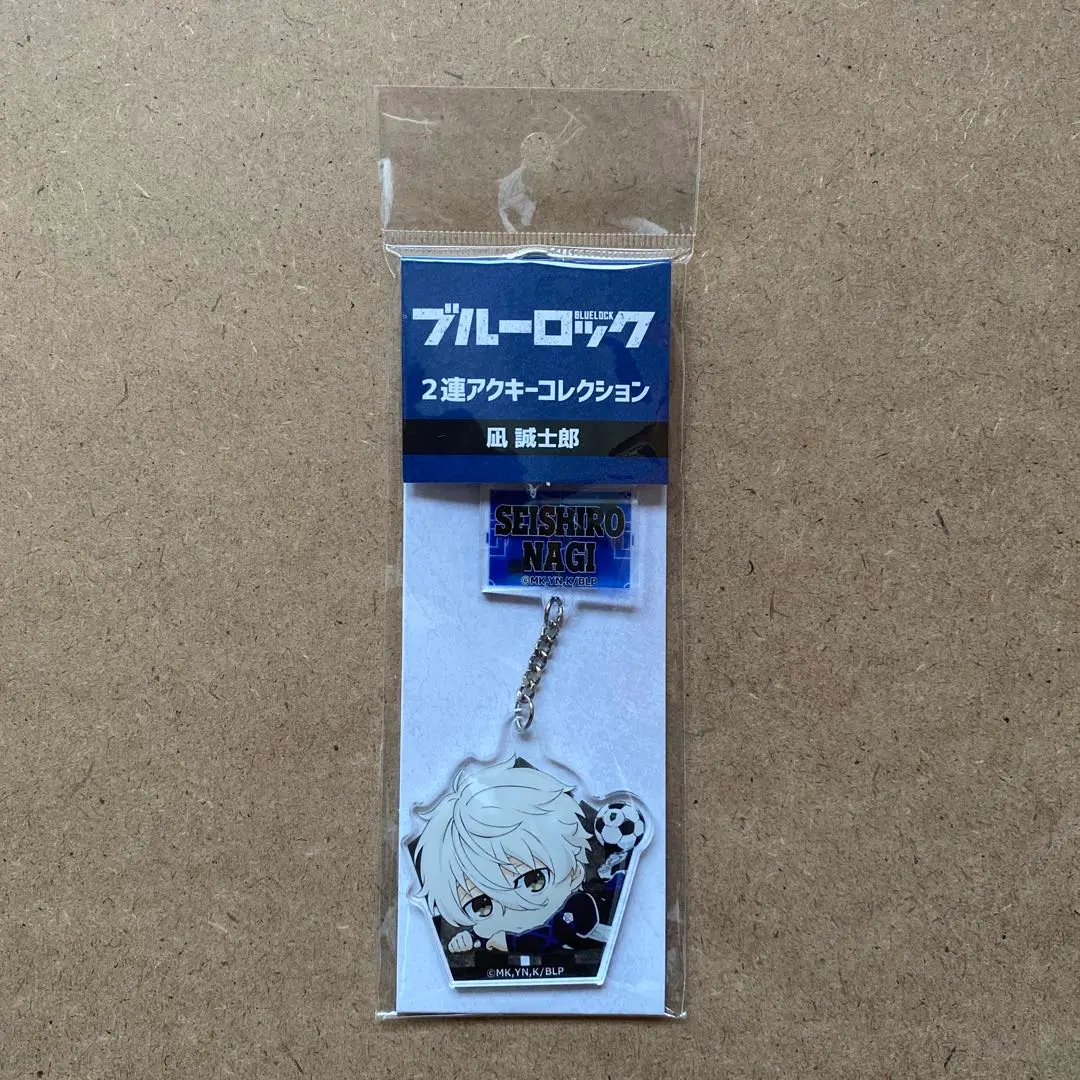 ブルーロック
BLUELOCK
2連アクキーコレクション
凪 誠士郎
SEISHIRO
NAGI
©MK,YN,K/BLP
©MK,YN,K/BLP